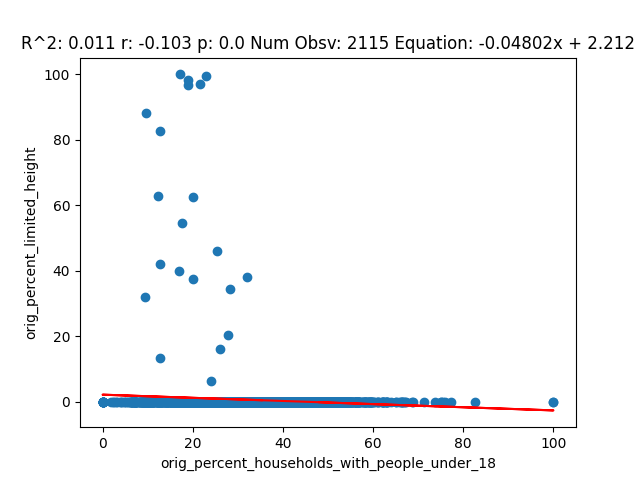 R^2: 0.011 r: -0.103 p: 0.0 Num Obsv: 2115 Equation: -0.04802x + 2.212
100
80
60
40
20
0
orig_percent_limited_height
0 20 40 60 80 100
orig_percent_households_with_people_under_18